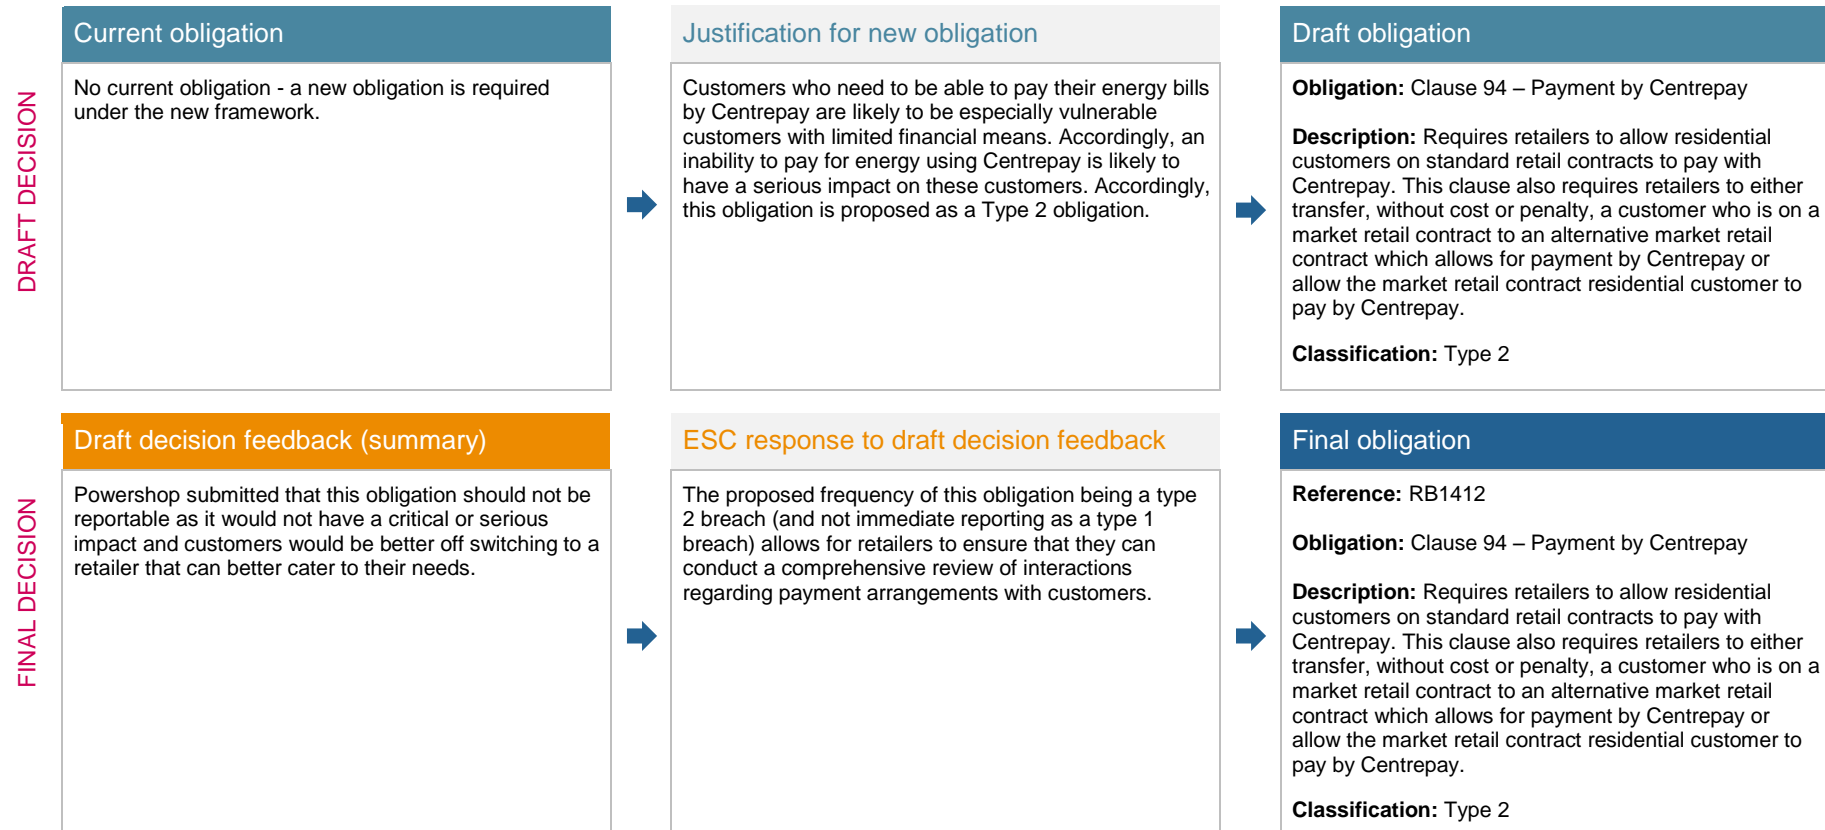 DRAFT DECISION
Current obligation
No current obligation - a new obligation is required
under the new framework.
Justification for new obligation
Customers who need to be able to pay their energy bills
by Centrepay are likely to be especially vulnerable
customers with limited financial means. Accordingly, an
inability to pay for energy using Centrepay is likely to
have a serious impact on these customers. Accordingly,
this obligation is proposed as a Type 2 obligation.
Draft obligation
Obligation: Clause 94 – Payment by Centrepay
Description: Requires retailers to allow residential
customers on standard retail contracts to pay with
Centrepay. This clause also requires retailers to either
transfer, without cost or penalty, a customer who is on a
market retail contract to an alternative market retail
contract which allows for payment by Centrepay or
allow the market retail contract residential customer to
pay by Centrepay.
Classification: Type 2
FINAL DECISION
Draft decision feedback (summary)
Powershop submitted that this obligation should not be
reportable as it would not have a critical or serious
impact and customers would be better off switching to a
retailer that can better cater to their needs.
ESC response to draft decision feedback
The proposed frequency of this obligation being a type
2 breach (and not immediate reporting as a type 1
breach) allows for retailers to ensure that they can
conduct a comprehensive review of interactions
regarding payment arrangements with customers.
Final obligation
Reference: RB1412
Obligation: Clause 94 – Payment by Centrepay
Description: Requires retailers to allow residential
customers on standard retail contracts to pay with
Centrepay. This clause also requires retailers to either
transfer, without cost or penalty, a customer who is on a
market retail contract to an alternative market retail
contract which allows for payment by Centrepay or
allow the market retail contract residential customer to
pay by Centrepay.
Classification: Type 2